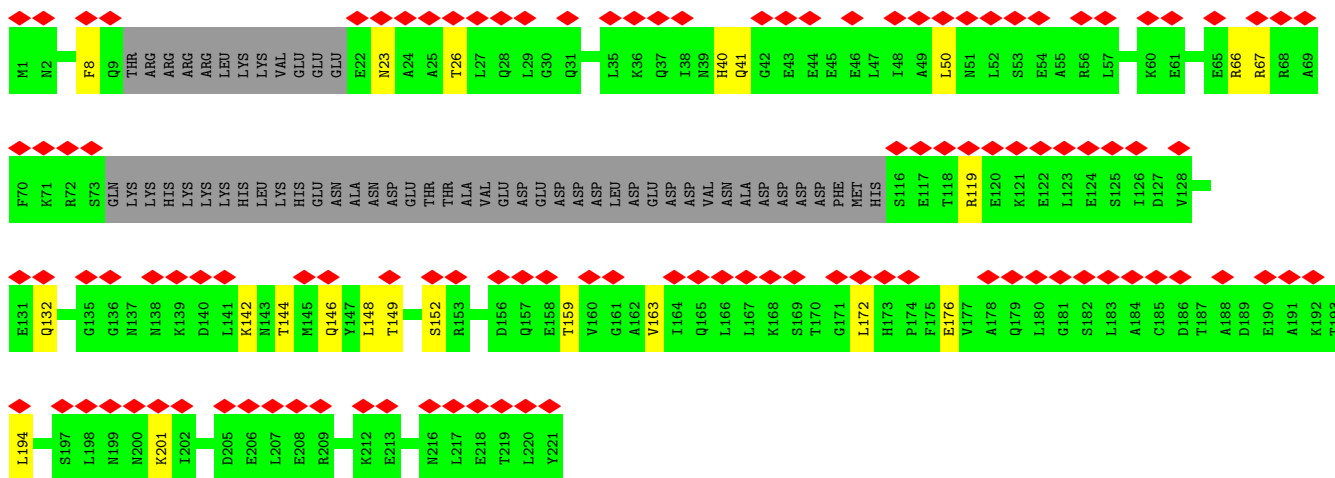 M1 N2 F8 Q9 THR ARG ARG ARG ARG LEU LYS LYS VAL GLU GLU GLU E22 N23 A24 A25 T26 L27 Q28 L29 G30 Q31 L35 K36 Q37 I38 N39 H40 Q41 G42 E43 E44 E45 E46 L47 I48 A49 L50 N51 L52 S53 E54 A55 R56 L57 K60 E61 E65 R66 R67 R68 A69
F70 K71 R72 S73 GLN LYS LYS HIS LYS LYS LYS HIS LEU LYS HIS GLU ASN ALA ASN ASP GLU THR THR ALA VAL GLU ASP GLU ASP ASP ASP LEU ASP GLU ASP ASP VAL ASN ALA ASP ASP ASP ASP PHE MET HIS S116 E117 T118 R119 E120 K121 E122 L123 E124 S125 I126 D127 V128
E131 Q132 G135 G136 N137 N138 K139 D140 L141 K142 N143 T144 M145 Q146 Y147 L148 T149 S152 R153 D156 Q157 E158 T159 V160 G161 A162 V163 I164 Q165 L166 L167 K168 S169 T170 G171 L172 H173 P174 F175 E176 V177 A178 Q179 L180 G181 S182 L183 A184 C185 D186 T187 A188 D189 E190 A191 K192 T193
L194 S197 L198 N199 N200 K201 I202 D205 E206 L207 E208 R209 K212 E213 N216 L217 E218 T219 L220 Y221